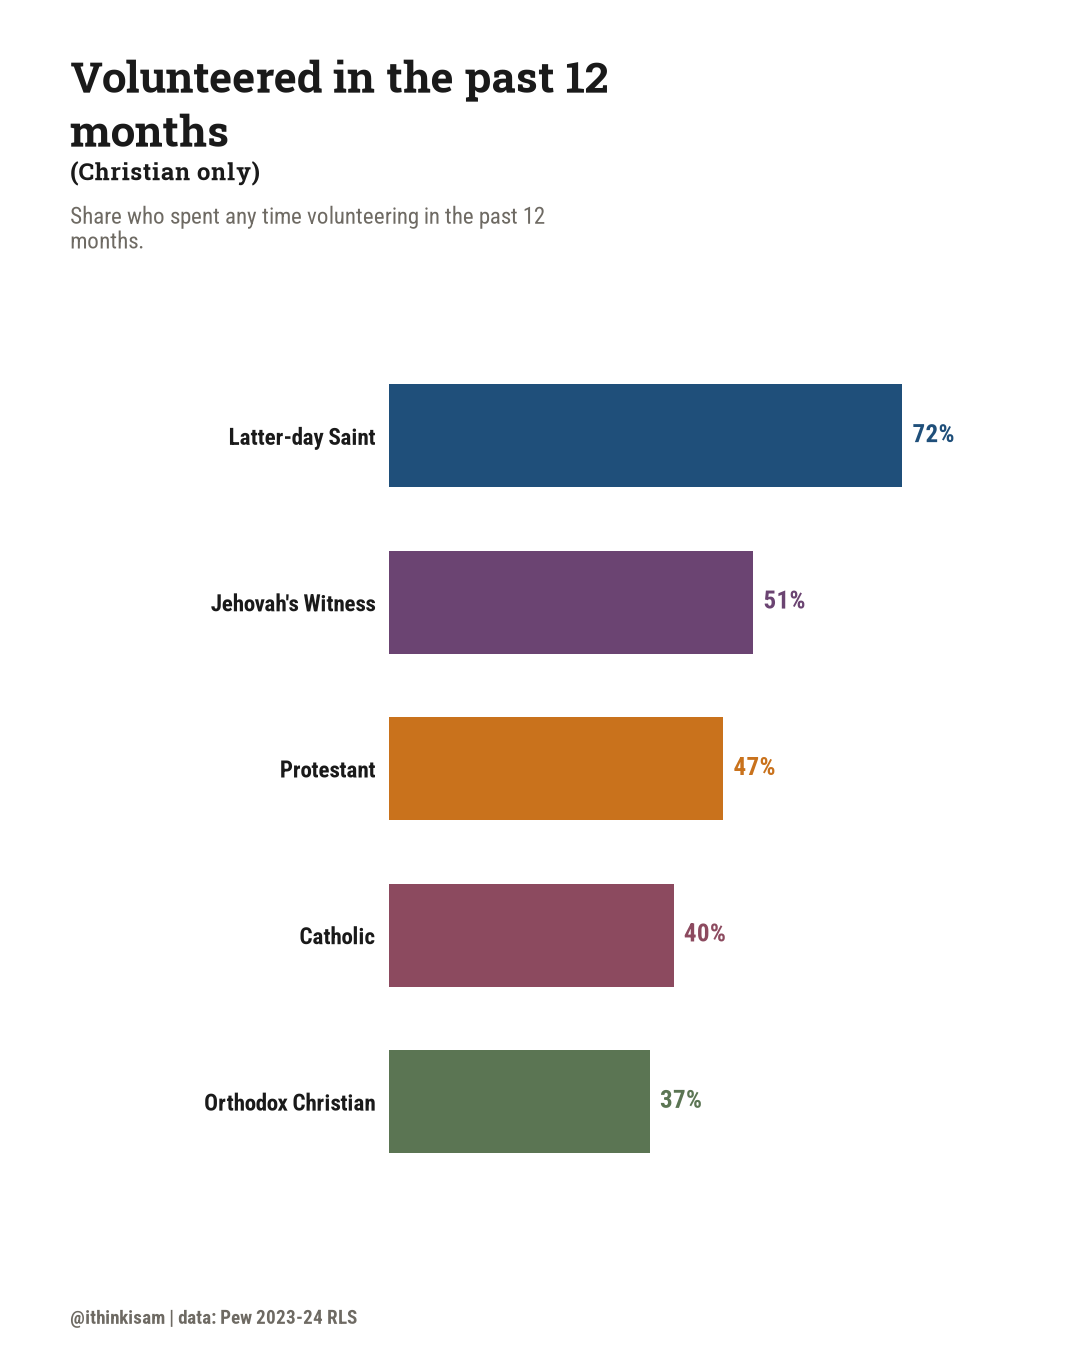 Volunteered in the past 12
months
(Christian only)
Share who spent any time volunteering in the past 12
months.
Latter-day Saint
72%
Jehovah's Witness
51%
Protestant
47%
Catholic
40%
Orthodox Christian
37%
@ithinkisam | data: Pew 2023-24 RLS